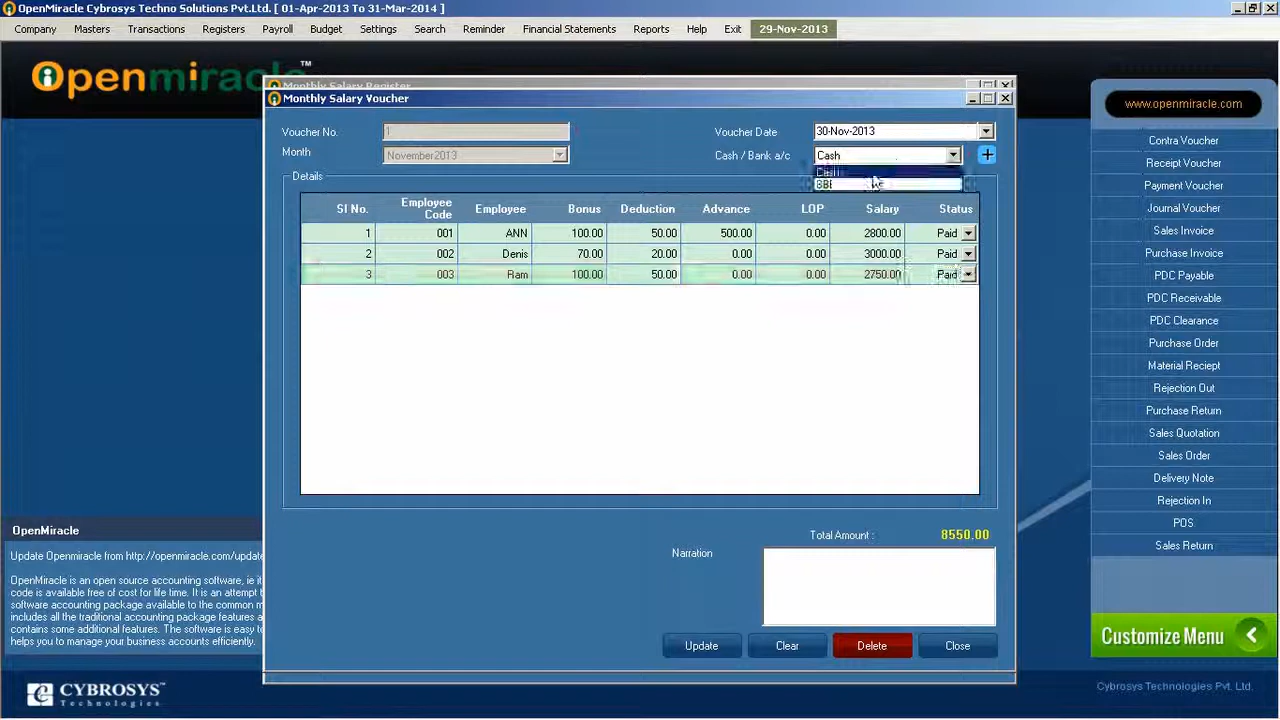 OpenMiracle Cybrosys Techno Solutions Pvt.Ltd. [ 01-Apr-2013 To 31-Mar-2014 ]
Company Masters Transactions Registers Payroll Budget Settings Search Reminder Financial Statements Reports Help Exit 29-Nov-2013
Openmiracle™
Monthly Salary Register
Monthly Salary Voucher
Voucher No. 1 Voucher Date 30-Nov-2013
Month November2013 Cash / Bank a/c Cash
Cash
Details
Sl No. Employee Code Employee Bonus Deduction Advance LOP Salary Status
1 001 ANN 100.00 50.00 500.00 0.00 2800.00 Paid
2 002 Denis 70.00 20.00 0.00 0.00 3000.00 Paid
3 003 Ram 100.00 50.00 0.00 0.00 2750.00 Paid
Total Amount : 8550.00
Narration
Update Clear Delete Close
www.openmiracle.com
Contra Voucher
Receipt Voucher
Payment Voucher
Journal Voucher
Sales Invoice
Purchase Invoice
PDC Payable
PDC Receivable
PDC Clearance
Purchase Order
Material Reciept
Rejection Out
Purchase Return
Sales Quotation
Sales Order
Delivery Note
Rejection In
POS
Sales Return
Customize Menu
OpenMiracle
Update Openmiracle from http://openmiracle.com/update
OpenMiracle is an open source accounting software, ie it
code is available free of cost for life time. It is an attempt
software accounting package available to the common m
includes all the traditional accounting package features a
contains some additional features. The software is easy to
helps you to manage your business accounts efficiently.
CYBROSYS™
Technologies
Cybrosys Technologies Pvt. Ltd.